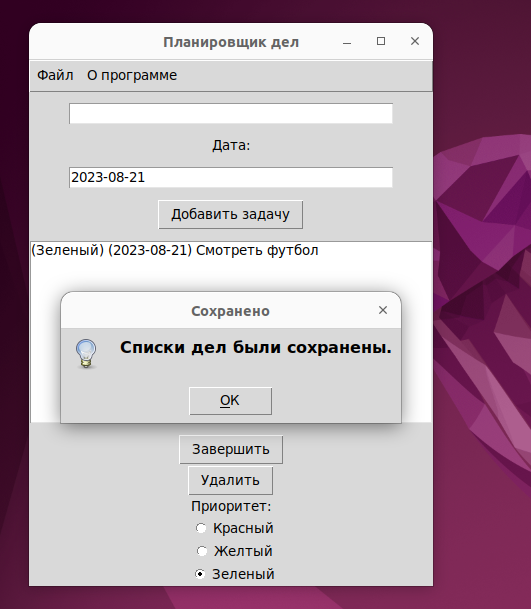 Планировщик дел
Файл О программе
Дата:
2023-08-21
Добавить задачу
(Зеленый) (2023-08-21) Смотреть футбол
Сохранено
Списки дел были сохранены.
ОК
Завершить
Удалить
Приоритет:
Красный
Желтый
Зеленый